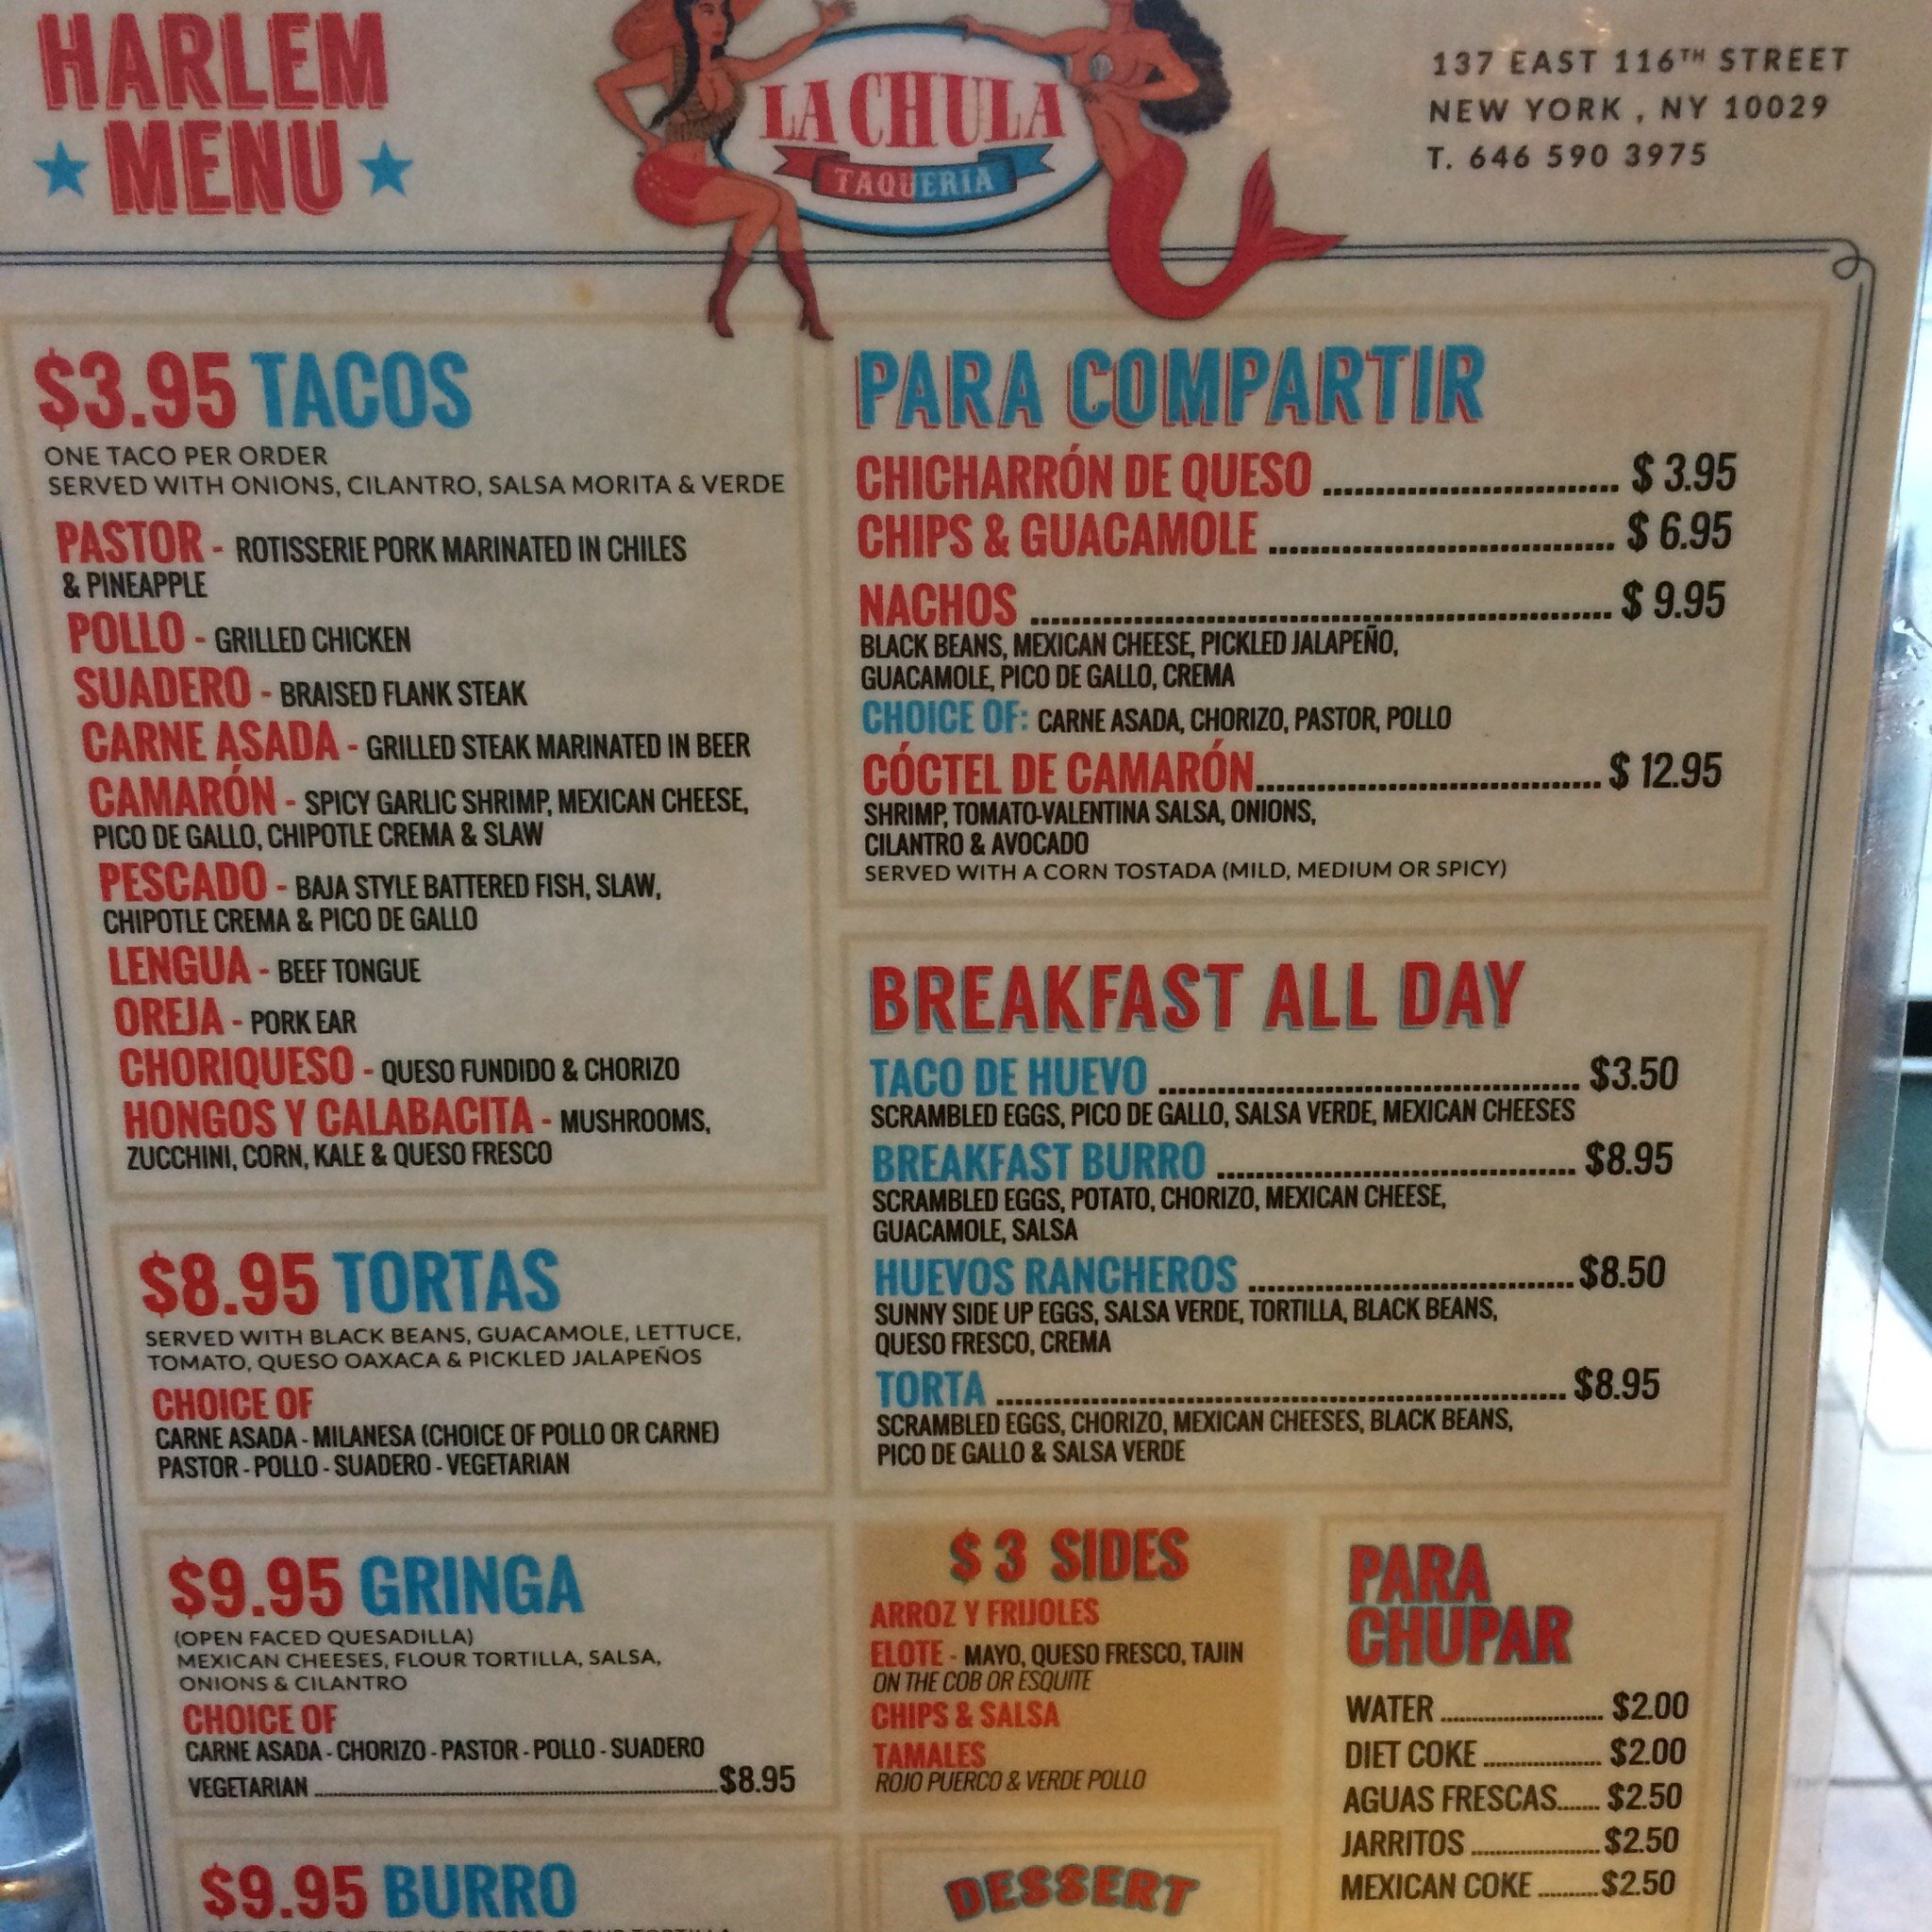 HARLEM
MENU
LA CHULA
TAQUERIA
137 EAST 116TH STREET
NEW YORK , NY 10029
T. 646 590 3975
$3.95 TACOS
ONE TACO PER ORDER
SERVED WITH ONIONS, CILANTRO, SALSA MORITA & VERDE
PASTOR - ROTISSERIE PORK MARINATED IN CHILES
& PINEAPPLE
POLLO - GRILLED CHICKEN
SUADERO - BRAISED FLANK STEAK
CARNE ASADA - GRILLED STEAK MARINATED IN BEER
CAMARÓN - SPICY GARLIC SHRIMP, MEXICAN CHEESE,
PICO DE GALLO, CHIPOTLE CREMA & SLAW
PESCADO - BAJA STYLE BATTERED FISH, SLAW,
CHIPOTLE CREMA & PICO DE GALLO
LENGUA - BEEF TONGUE
OREJA - PORK EAR
CHORIQUESO - QUESO FUNDIDO & CHORIZO
HONGOS Y CALABACITA - MUSHROOMS,
ZUCCHINI, CORN, KALE & QUESO FRESCO
$8.95 TORTAS
SERVED WITH BLACK BEANS, GUACAMOLE, LETTUCE,
TOMATO, QUESO OAXACA & PICKLED JALAPEÑOS
CHOICE OF
CARNE ASADA - MILANESA (CHOICE OF POLLO OR CARNE)
PASTOR - POLLO - SUADERO - VEGETARIAN
$9.95 GRINGA
(OPEN FACED QUESADILLA)
MEXICAN CHEESES, FLOUR TORTILLA, SALSA,
ONIONS & CILANTRO
CHOICE OF
CARNE ASADA - CHORIZO - PASTOR - POLLO - SUADERO
VEGETARIAN ........ $8.95
$9.95 BURRO
PARA COMPARTIR
CHICHARRÓN DE QUESO ........ $ 3.95
CHIPS & GUACAMOLE ........ $ 6.95
NACHOS ........ $ 9.95
BLACK BEANS, MEXICAN CHEESE, PICKLED JALAPEÑO,
GUACAMOLE, PICO DE GALLO, CREMA
CHOICE OF: CARNE ASADA, CHORIZO, PASTOR, POLLO
CÓCTEL DE CAMARÓN........ $ 12.95
SHRIMP, TOMATO-VALENTINA SALSA, ONIONS,
CILANTRO & AVOCADO
SERVED WITH A CORN TOSTADA (MILD, MEDIUM OR SPICY)
BREAKFAST ALL DAY
TACO DE HUEVO ........ $3.50
SCRAMBLED EGGS, PICO DE GALLO, SALSA VERDE, MEXICAN CHEESES
BREAKFAST BURRO ........ $8.95
SCRAMBLED EGGS, POTATO, CHORIZO, MEXICAN CHEESE,
GUACAMOLE, SALSA
HUEVOS RANCHEROS ........ $8.50
SUNNY SIDE UP EGGS, SALSA VERDE, TORTILLA, BLACK BEANS,
QUESO FRESCO, CREMA
TORTA ........ $8.95
SCRAMBLED EGGS, CHORIZO, MEXICAN CHEESES, BLACK BEANS,
PICO DE GALLO & SALSA VERDE
$ 3 SIDES
ARROZ Y FRIJOLES
ELOTE - MAYO, QUESO FRESCO, TAJIN
ON THE COB OR ESQUITE
CHIPS & SALSA
TAMALES
ROJO PUERCO & VERDE POLLO
DESSERT
PARA
CHUPAR
WATER ........ $2.00
DIET COKE ........ $2.00
AGUAS FRESCAS........ $2.50
JARRITOS ........ $2.50
MEXICAN COKE ........ $2.50